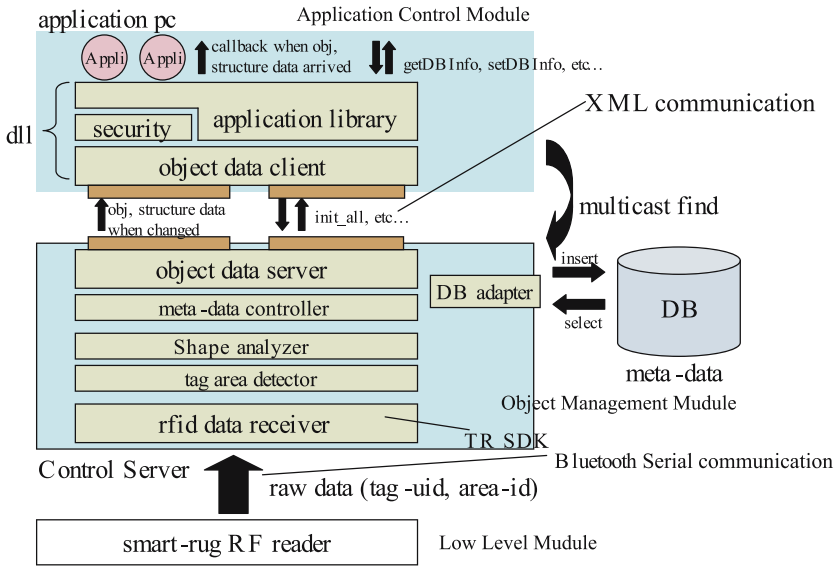 application pc
Application Control Module
Appli
Appli
callback when obj,
structure data arrived
getDBInfo, setDBInfo, etc...
dll
security
application library
object data client
XML communication
obj, structure data
when changed
init_all, etc...
multicast find
object data server
meta-data controller
Shape analyzer
tag area detector
rfid data receiver
DB adapter
insert
select
DB
meta-data
Object Management Mudule
TR SDK
Control Server
Bluetooth Serial communication
raw data (tag-uid, area-id)
smart-rug RF reader
Low Level Mudule